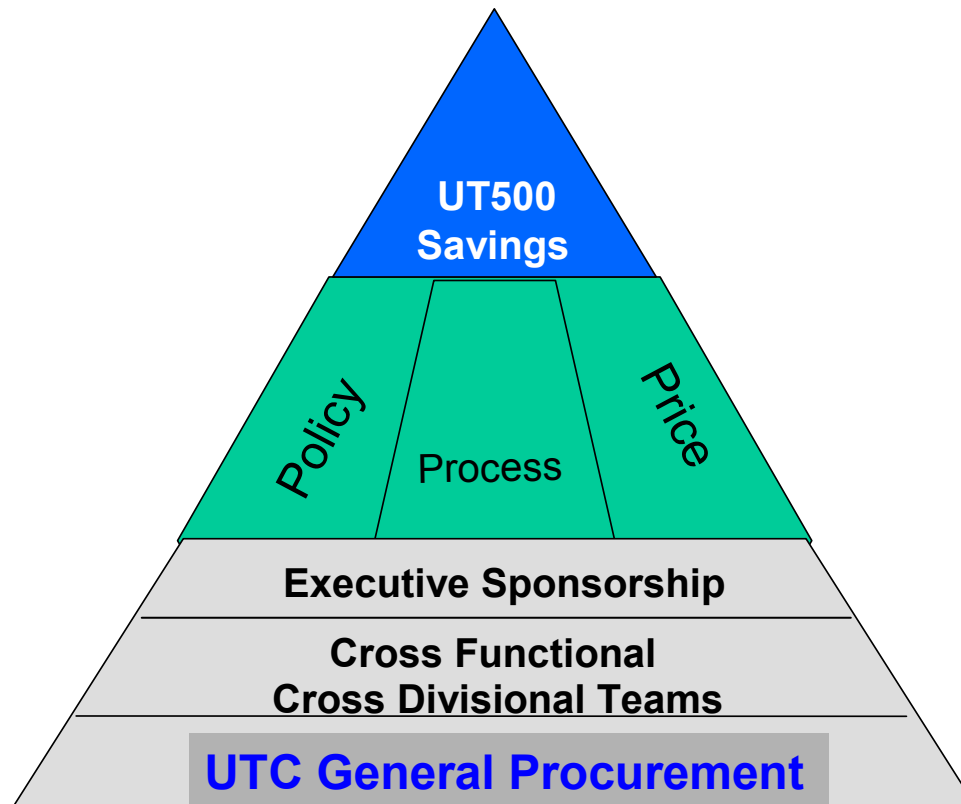 UT500
Savings
Policy
Process
Price
Executive Sponsorship
Cross Functional
Cross Divisional Teams
UTC General Procurement